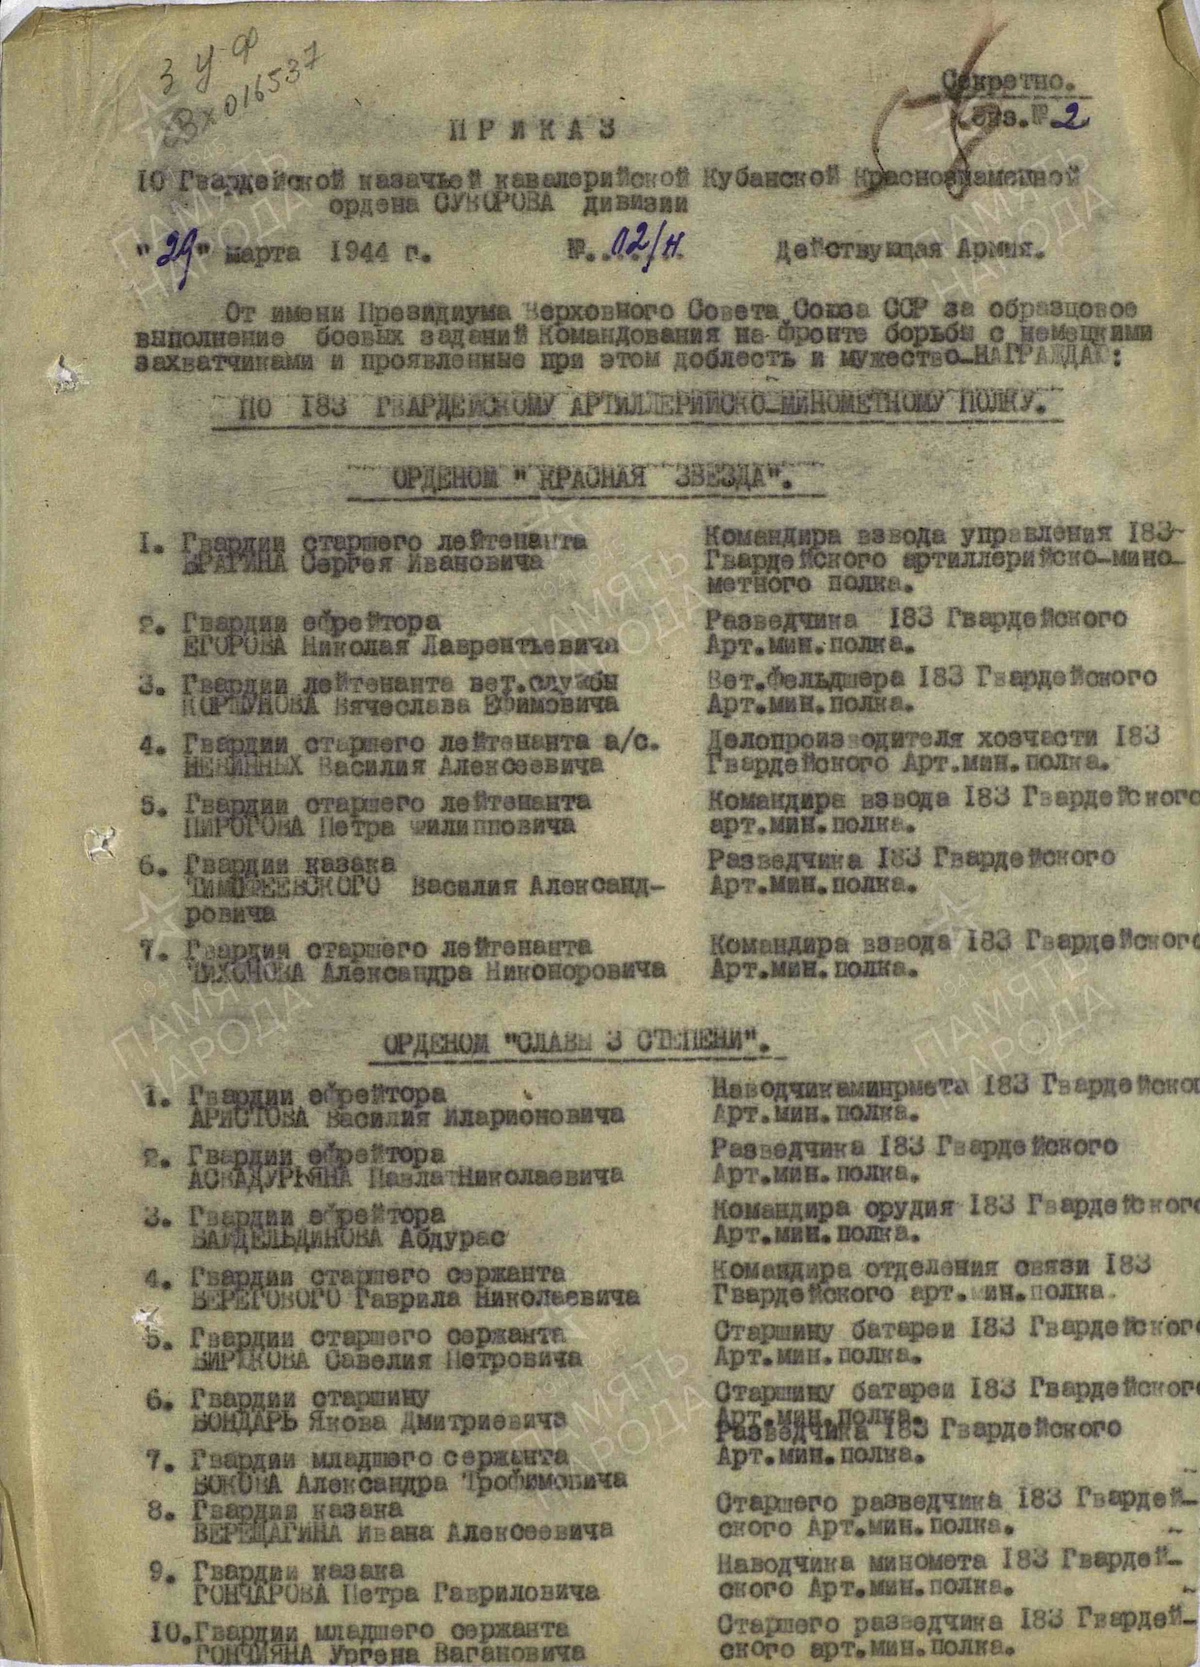 З У Ф
Вх 016537
Секретно.
экз.№ 2
П Р И К А З
10 Гвардейской казачьей кавалерийской Кубанской Краснознаменной
ордена СУВОРОВА дивизии
"29" марта 1944 г. №. 02/н Действующая Армия.
От имени Президиума Верховного Совета Союза ССР за образцовое
выполнение боевых заданий Командования на фронте борьбы с немецкими
захватчиками и проявленные при этом доблесть и мужество-НАГРАЖДАЮ:
ПО 183 ГВАРДЕЙСКОМУ АРТИЛЛЕРИЙСКО-МИНОМЕТНОМУ ПОЛКУ.
ОРДЕНОМ "КРАСНАЯ ЗВЕЗДА".
1. Гвардии старшего лейтенанта Командира взвода управления 183-
БРАГИНА Сергея Ивановича Гвардейского артиллерийско-мино-
метного полка.
2. Гвардии ефрейтора Разведчика 183 Гвардейского
ЕГОРОВА Николая Лаврентьевича Арт.мин.полка.
3. Гвардии лейтенанта вет.службы Вет.Фельдшера 183 Гвардейского
КОРШУНОВА Вячеслава Ефимовича Арт.мин.полка.
4. Гвардии старшего лейтенанта а/с. Делопроизводителя хозчасти 183
НЕВИННЫХ Василия Алексеевича Гвардейского Арт.мин.полка.
5. Гвардии старшего лейтенанта Командира взвода 183 Гвардейского
ПИРОГОВА Петра Филипповича арт.мин.полка.
6. Гвардии казака Разведчика 183 Гвардейского
ТИМОФЕЕВСКОГО Василия Александ- Арт.мин.полка.
ровича
7. Гвардии старшего лейтенанта Командира взвода 183 Гвардейского
ТИХОНОВА Александра Никоноровича Арт.мин.полка.
ОРДЕНОМ "СЛАВЫ 3 СТЕПЕНИ".
1. Гвардии ефрейтора Наводчикаминрмета 183 Гвардейског
АРИСТОВА Василия Иларионовича Арт.мин.полка.
2. Гвардии ефрейтора Разведчика 183 Гвардейского
АСКАДУРЬЯНА Павла Николаевича Арт.мин.полка.
3. Гвардии ефрейтора Командира орудия 183 Гвардейского
Абдурас Арт.мин.полка.
4. Гвардии старшего сержанта Командира отделения связи 183
БЕРЕГОВОГО Гаврила Николаевича Гвардейского арт.мин.полка.
5. Гвардии старшего сержанта Старшину батареи 183 Гвардейского
БИРЮКОВА Савелия Петровича Арт.мин.полка.
6. Гвардии старшину Старшину батареи 183 Гвардейского
БОНДАРЬ Якова Дмитриевича Арт.мин.полка.
7. Гвардии младшего сержанта Разведчика 183 Гвардейского
БОКОВА Александра Трофимовича Арт.мин.полка.
8. Гвардии казака Старшего разведчика 183 Гвардей-
ВЕРЕЩАГИНА Ивана Алексеевича ского Арт.мин.полка.
9. Гвардии казака Наводчика миномета 183 Гвардей-
ГОНЧАРОВА Петра Гавриловича ского Арт.мин.полка.
10.Гвардии младшего сержанта Старшего разведчика 183 Гвардей-
ГОНЧИЯНА Ургена Вагановича ского арт.мин.полка.